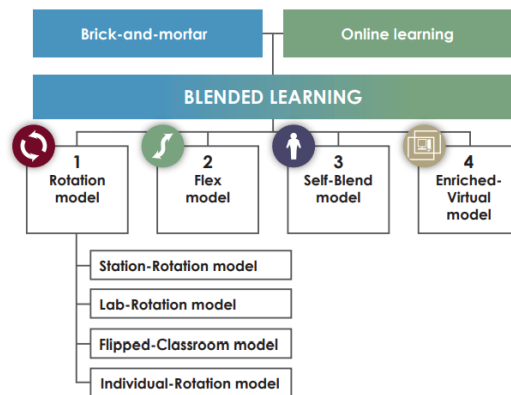 Brick-and-mortar
Online learning
BLENDED LEARNING
1
Rotation
model
2
Flex
model
3
Self-Blend
model
4
Enriched-
Virtual
model
Station-Rotation model
Lab-Rotation model
Flipped-Classroom model
Individual-Rotation model